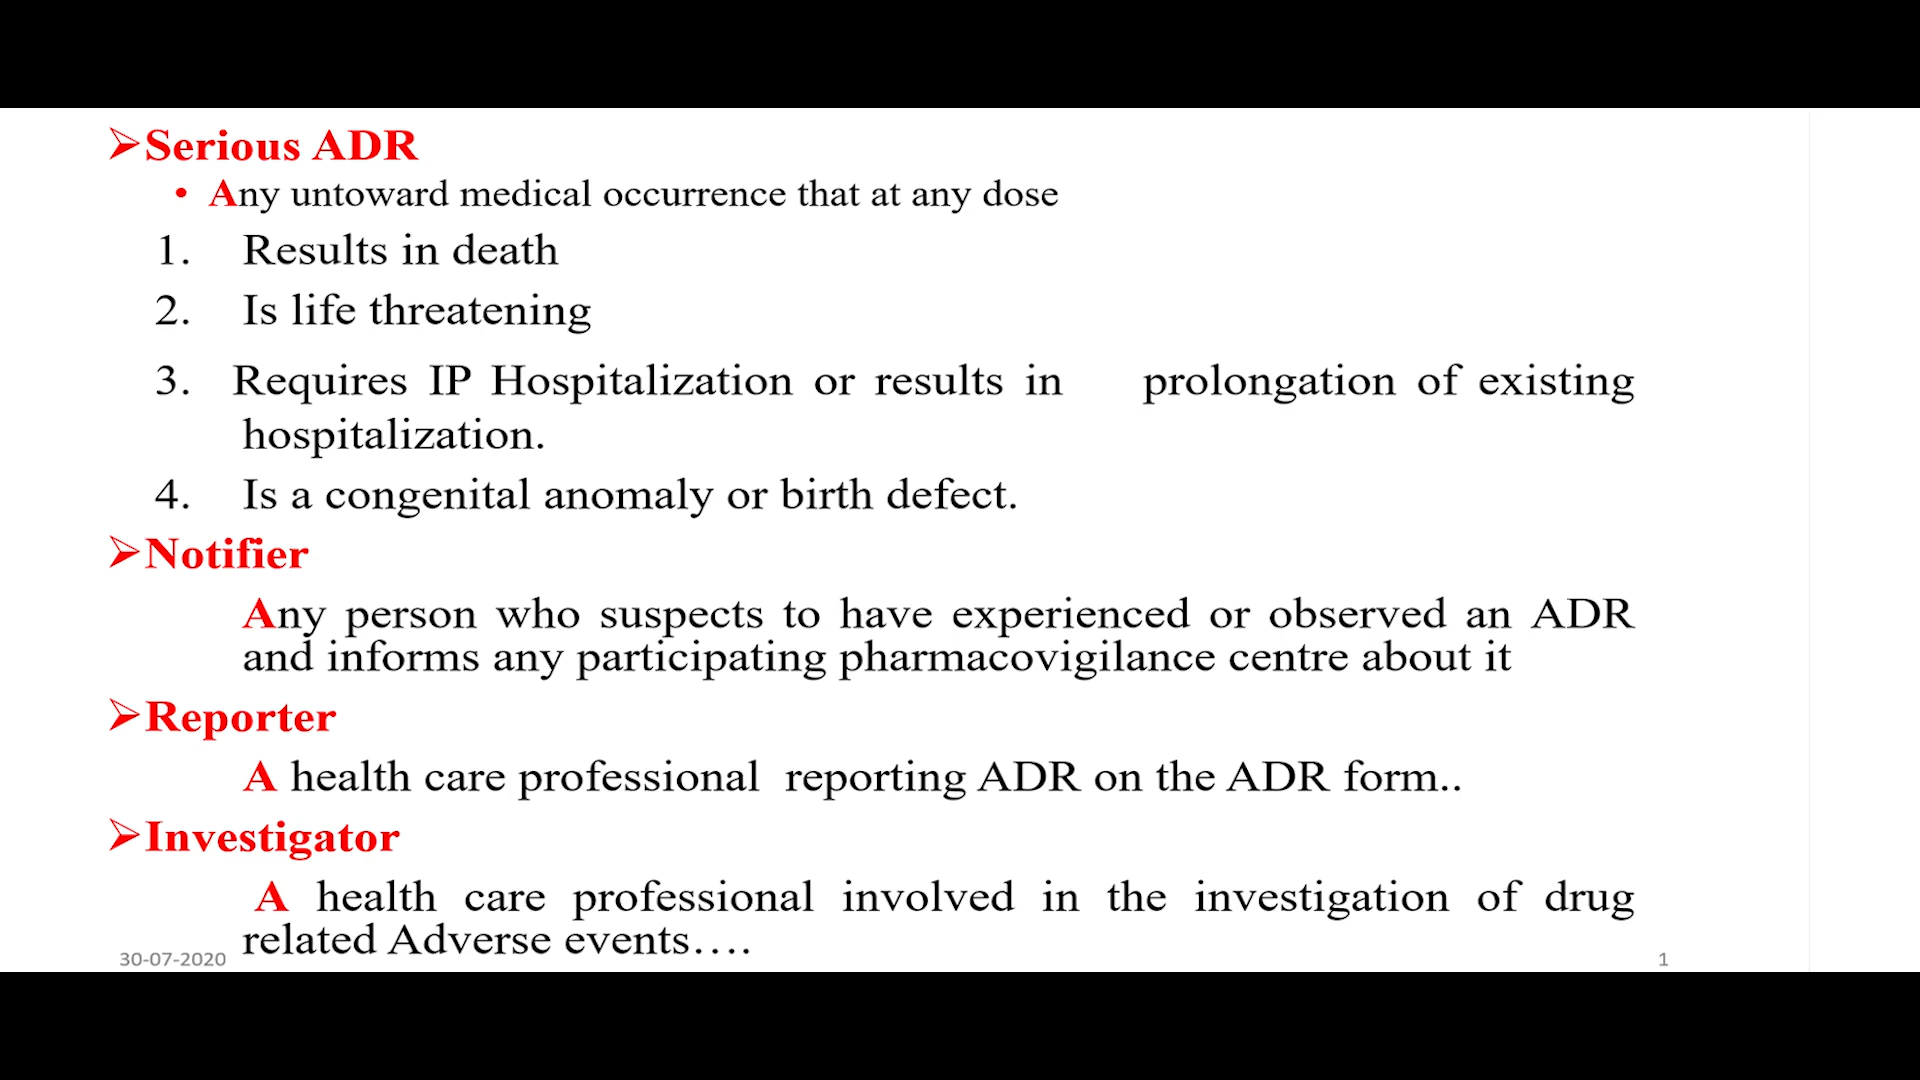 ➢Serious ADR
• Any untoward medical occurrence that at any dose
1. Results in death
2. Is life threatening
3. Requires IP Hospitalization or results in prolongation of existing
hospitalization.
4. Is a congenital anomaly or birth defect.
➢Notifier
Any person who suspects to have experienced or observed an ADR
and informs any participating pharmacovigilance centre about it
➢Reporter
A health care professional reporting ADR on the ADR form..
➢Investigator
A health care professional involved in the investigation of drug
related Adverse events….
30-07-2020
1